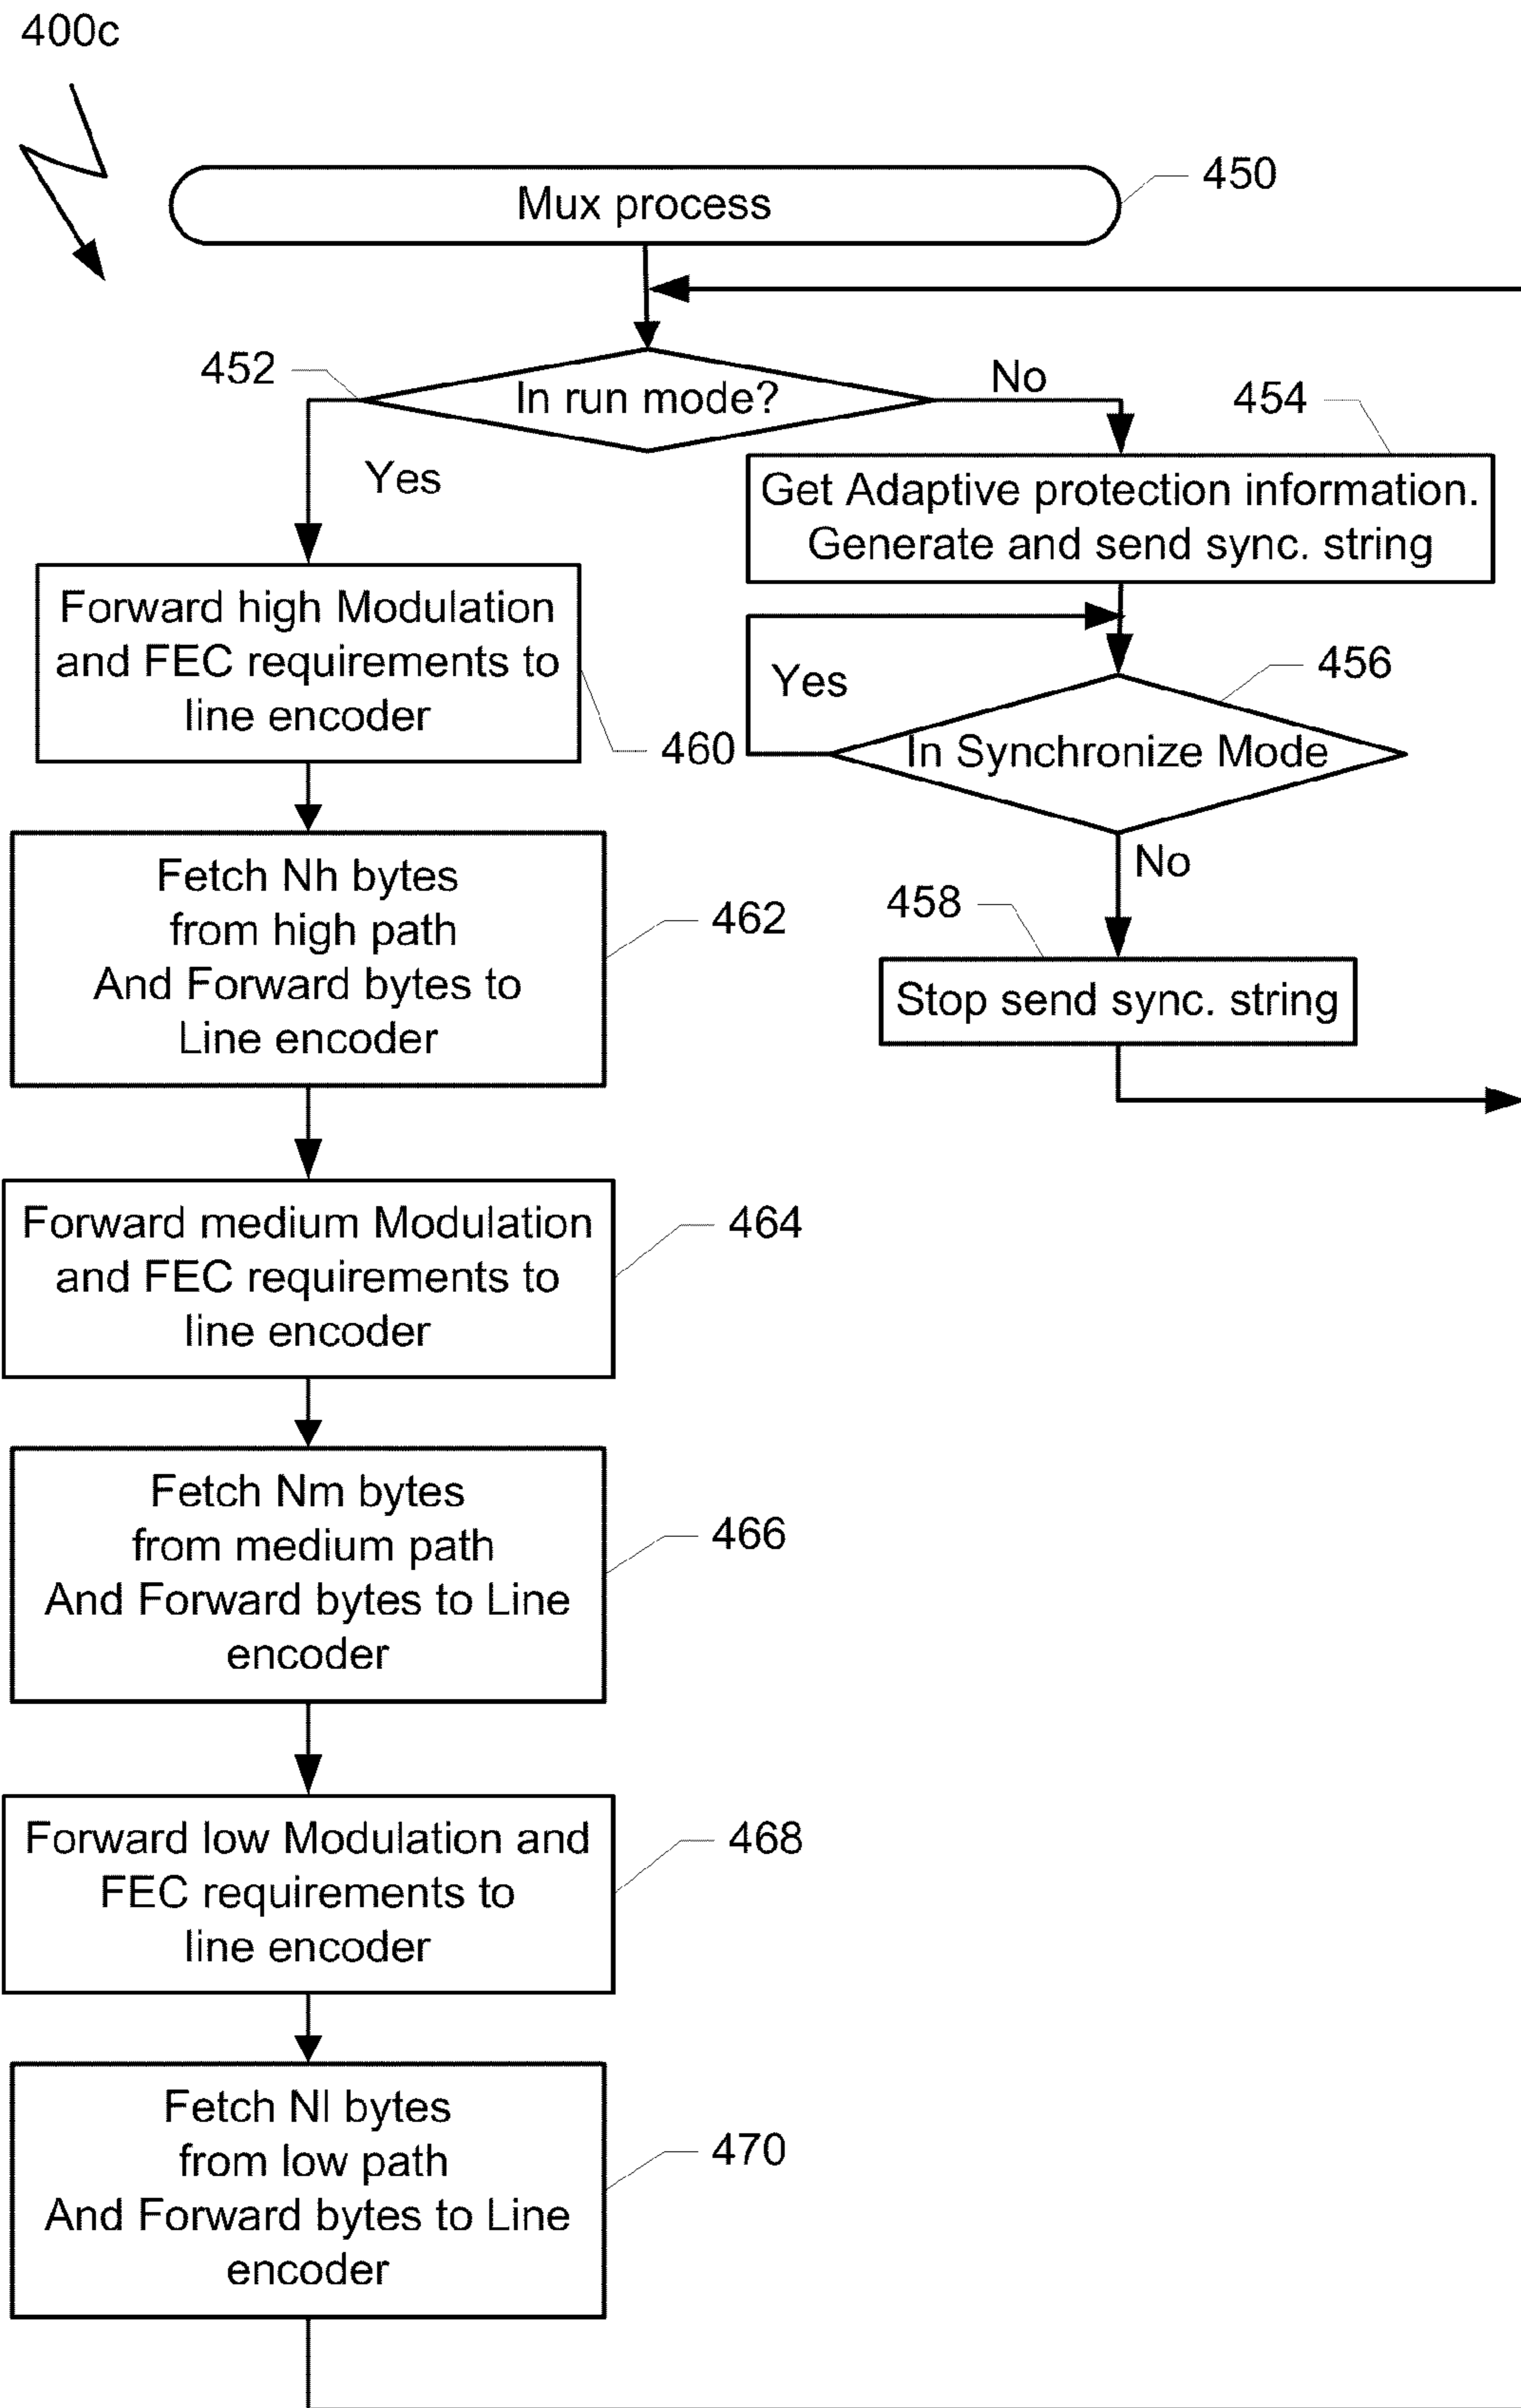 400c
Mux process
450
452
In run mode?
No
454
Yes
Get Adaptive protection information.
Generate and send sync. string
Forward high Modulation
and FEC requirements to
line encoder
460
Yes
456
In Synchronize Mode
No
Fetch Nh bytes
from high path
And Forward bytes to
Line encoder
462
458
Stop send sync. string
Forward medium Modulation
and FEC requirements to
line encoder
464
Fetch Nm bytes
from medium path
And Forward bytes to Line
encoder
466
Forward low Modulation and
FEC requirements to
line encoder
468
Fetch Nl bytes
from low path
And Forward bytes to Line
encoder
470